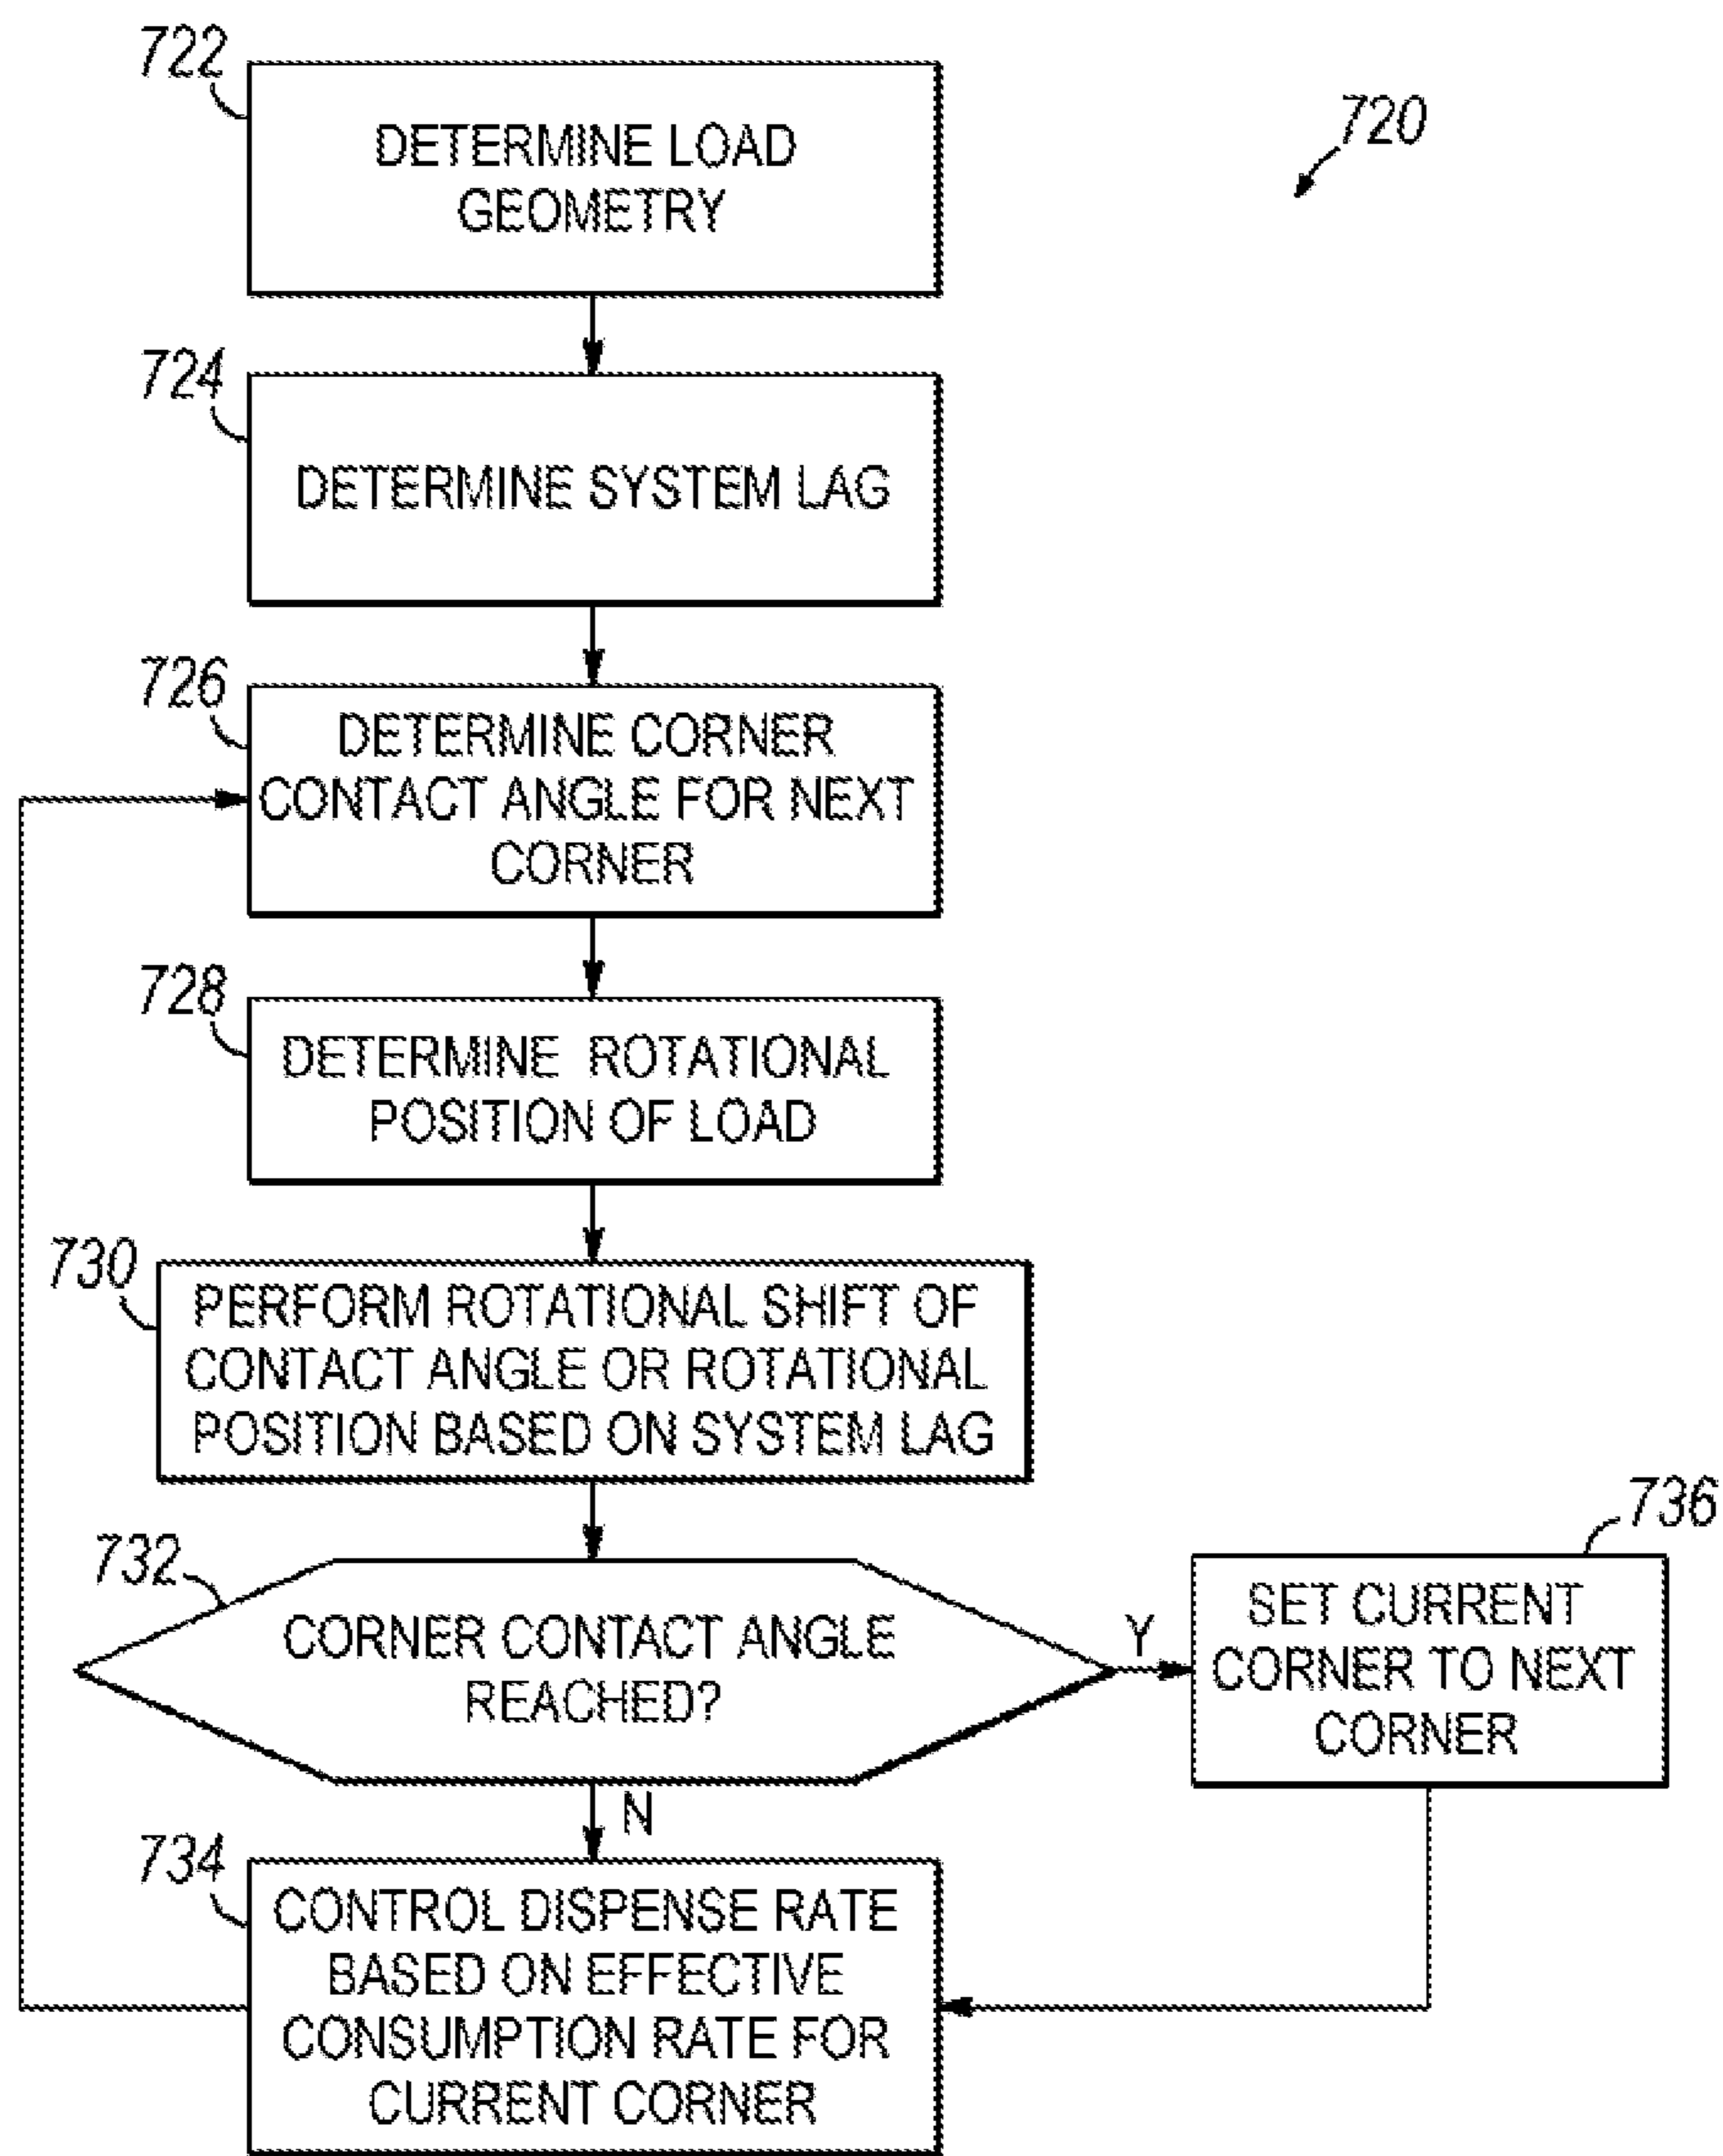 722
DETERMINE LOAD
GEOMETRY
720
724
DETERMINE SYSTEM LAG
726
DETERMINE CORNER
CONTACT ANGLE FOR NEXT
CORNER
728
DETERMINE ROTATIONAL
POSITION OF LOAD
730
PERFORM ROTATIONAL SHIFT OF
CONTACT ANGLE OR ROTATIONAL
POSITION BASED ON SYSTEM LAG
732
CORNER CONTACT ANGLE
REACHED?
Y
736
SET CURRENT
CORNER TO NEXT
CORNER
N
734
CONTROL DISPENSE RATE
BASED ON EFFECTIVE
CONSUMPTION RATE FOR
CURRENT CORNER